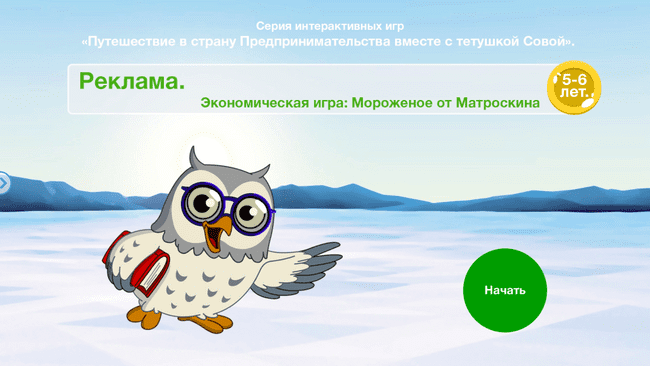 Серия интерактивных игр
«Путешествие в страну Предпринимательства вместе с тетушкой Совой».
Реклама.
5-6
лет.
Экономическая игра: Мороженое от Матроскина
Начать